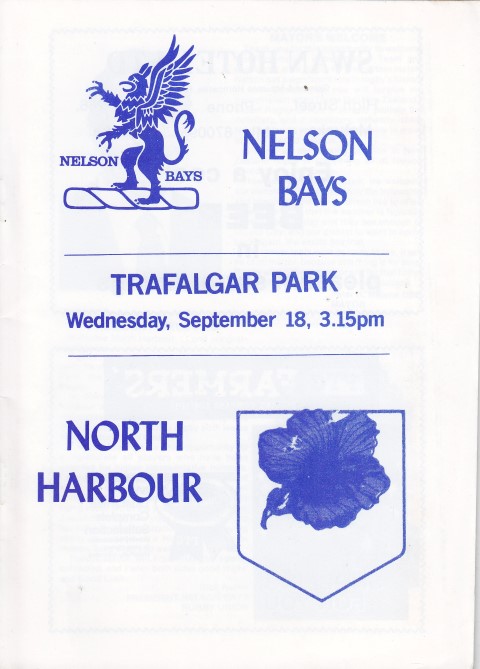 NELSON BAYS
NELSON
BAYS
TRAFALGAR PARK
Wednesday, September 18, 3.15pm
NORTH
HARBOUR